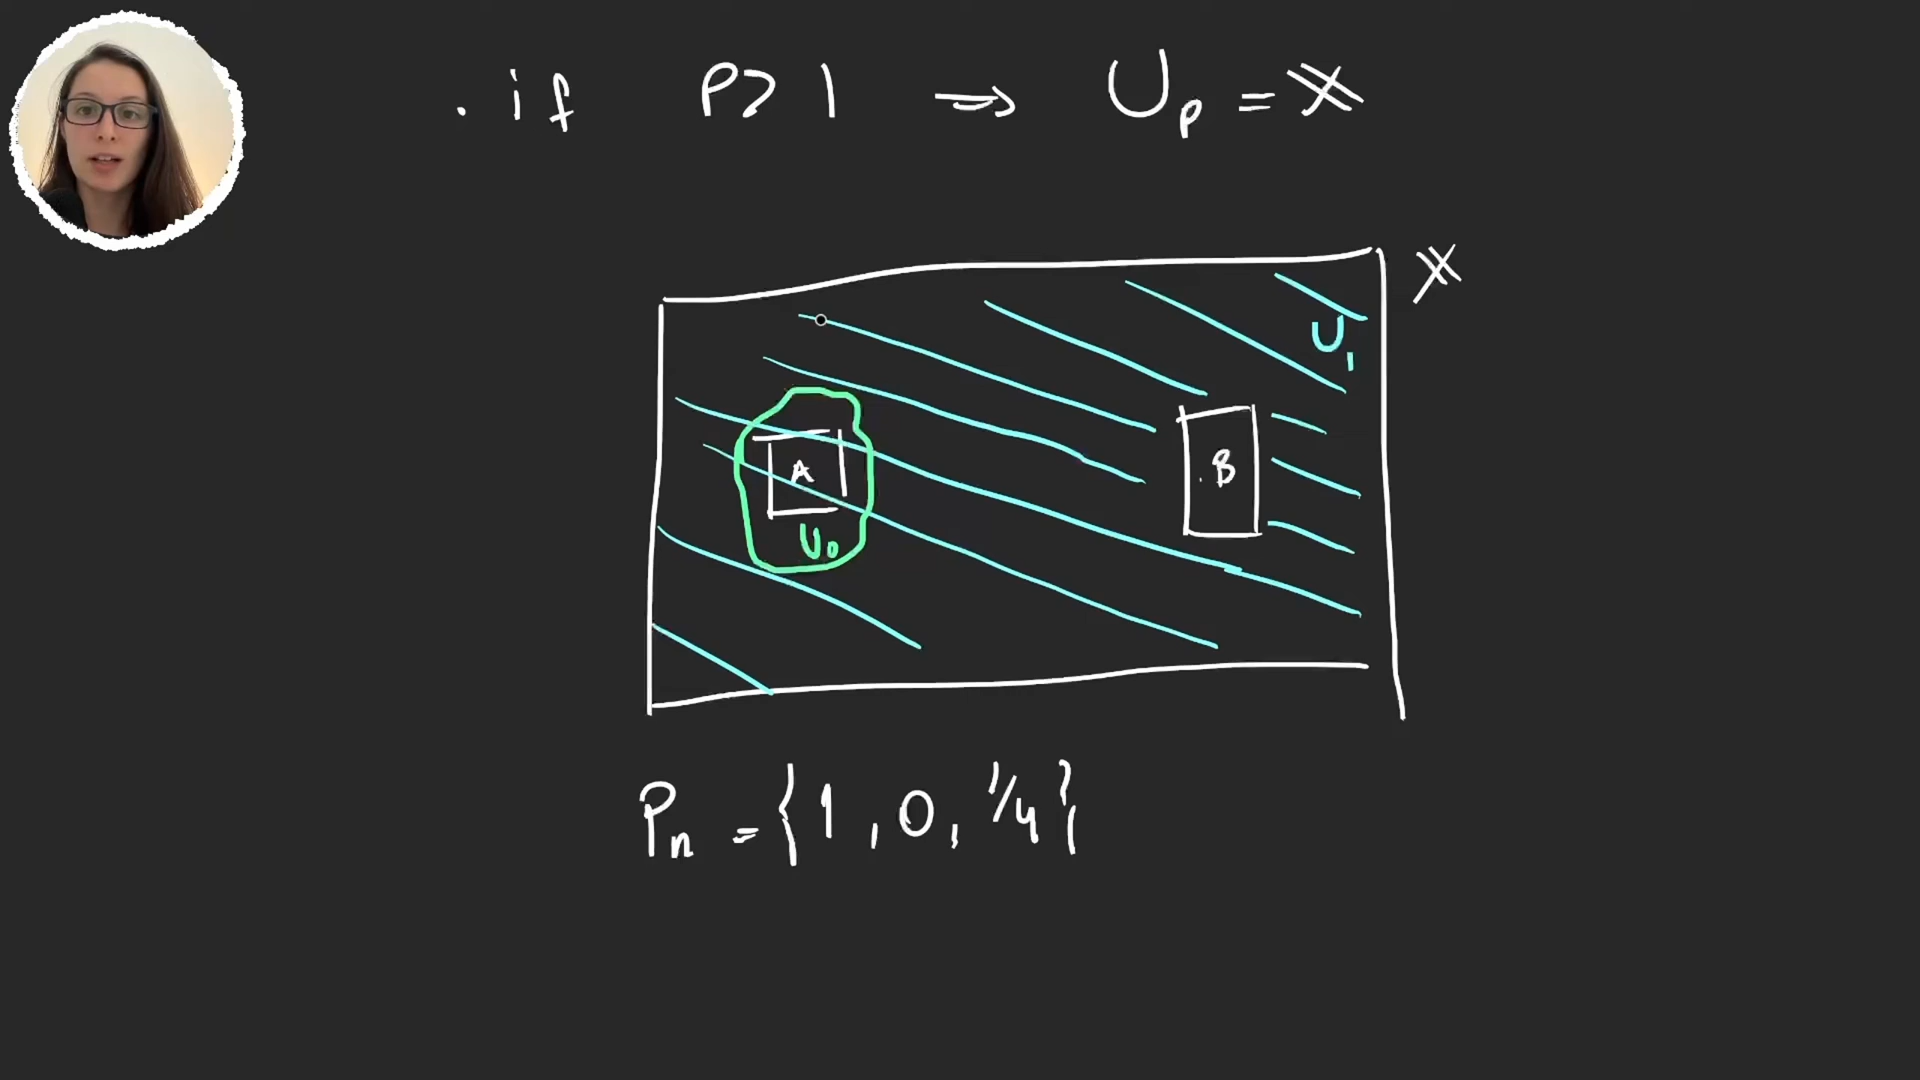 . if P > 1 ⇒ U_p = X
X
U_1
A
. B
U_0
P_n = {1, 0, 1/4}